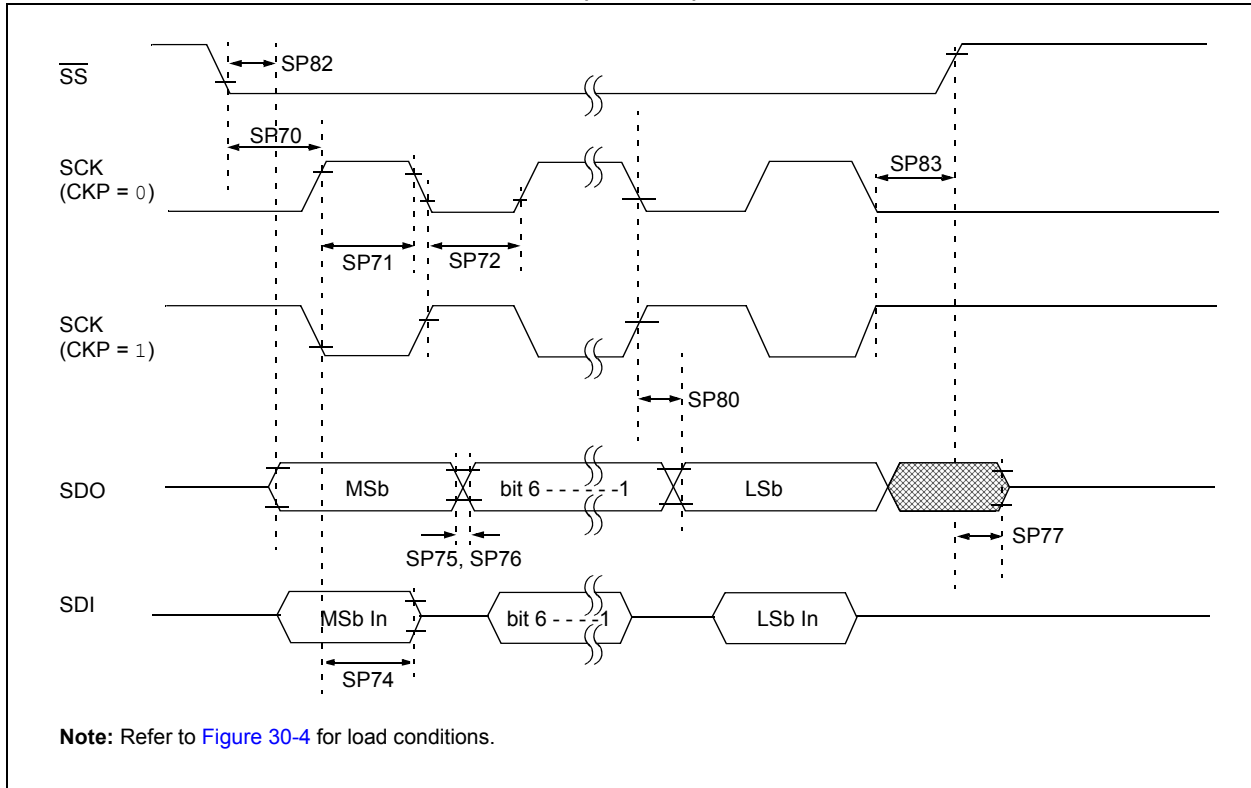 SS
SP82
SP70
SCK
(CKP = 0)
SP83
SP71
SP72
SCK
(CKP = 1)
SP80
SDO
MSb
bit 6 - - - - - -1
LSb
SP75, SP76
SP77
SDI
MSb In
bit 6 - - - -1
LSb In
SP74
Note: Refer to Figure 30-4 for load conditions.